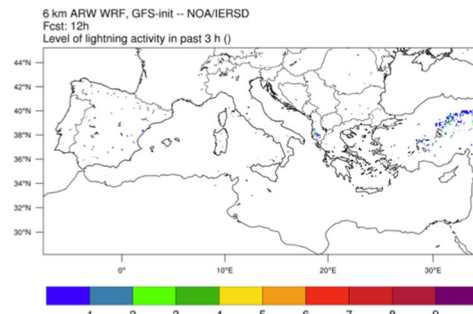 6 km ARW WRF, GFS-init -- NOAA/IERSD
Fcst: 12h
Level of lightning activity in past 3 h ()
44°N
42°N
40°N
38°N
36°N
34°N
32°N
30°N
0° 10°E 20°E 30°E
1 2 3 4 5 6 7 8 9